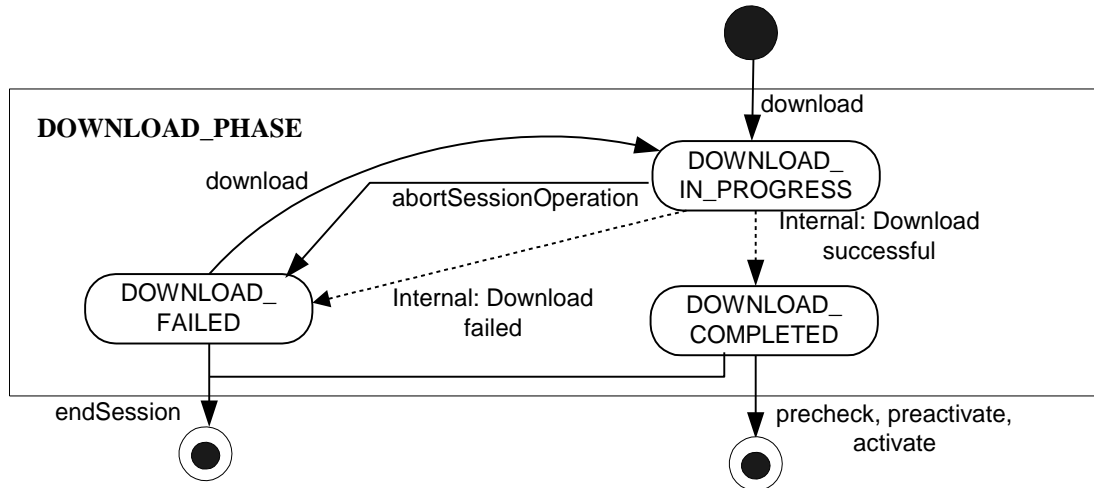 download
DOWNLOAD_PHASE
DOWNLOAD_
IN_PROGRESS
download
abortSessionOperation
Internal: Download
successful
DOWNLOAD_
FAILED
Internal: Download
failed
DOWNLOAD_
COMPLETED
endSession
precheck, preactivate,
activate